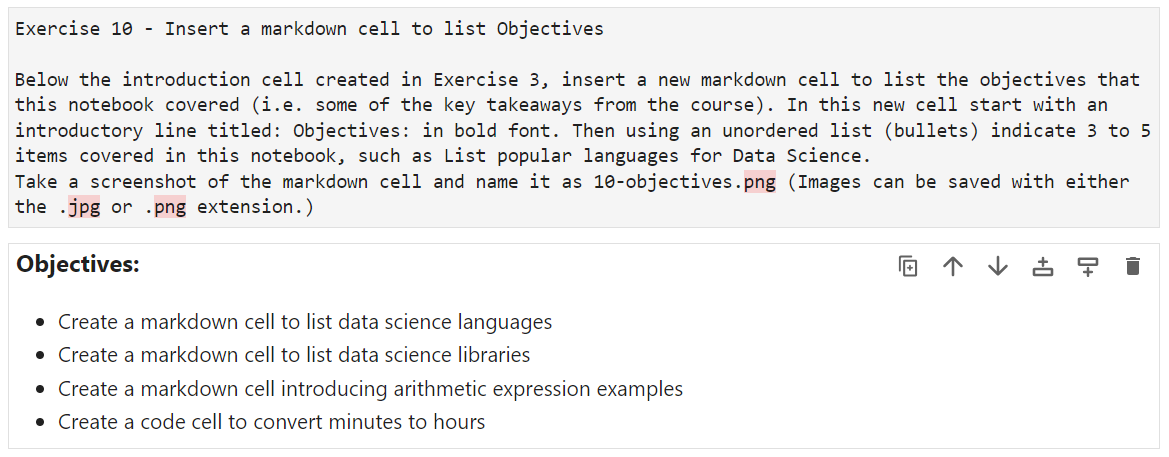 Exercise 10 - Insert a markdown cell to list Objectives
Below the introduction cell created in Exercise 3, insert a new markdown cell to list the objectives that
this notebook covered (i.e. some of the key takeaways from the course). In this new cell start with an
introductory line titled: Objectives: in bold font. Then using an unordered list (bullets) indicate 3 to 5
items covered in this notebook, such as List popular languages for Data Science.
Take a screenshot of the markdown cell and name it as 10-objectives.png (Images can be saved with either
the .jpg or .png extension.)
Objectives:
• Create a markdown cell to list data science languages
• Create a markdown cell to list data science libraries
• Create a markdown cell introducing arithmetic expression examples
• Create a code cell to convert minutes to hours